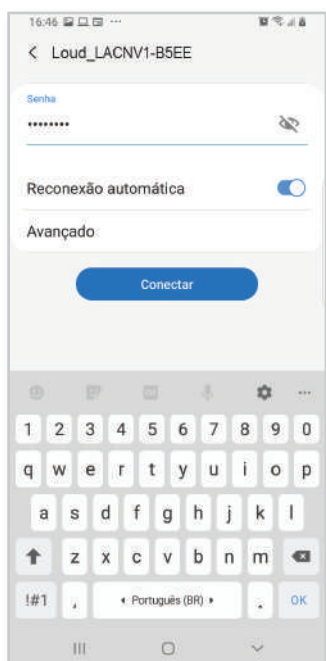 16:46
Loud_LACNV1-B5EE
Senha
••••••••
Reconexão automática
Avançado
Conectar
1 2 3 4 5 6 7 8 9 0
q w e r t y u i o p
a s d f g h j k l
z x c v b n m
!#1 , Português (BR) . OK